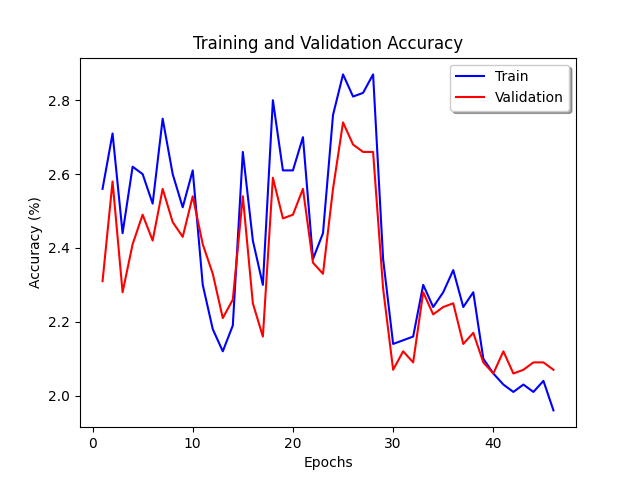 Training and Validation Accuracy
Train
Validation
Accuracy (%)
2.8
2.6
2.4
2.2
2.0
0 10 20 30 40
Epochs